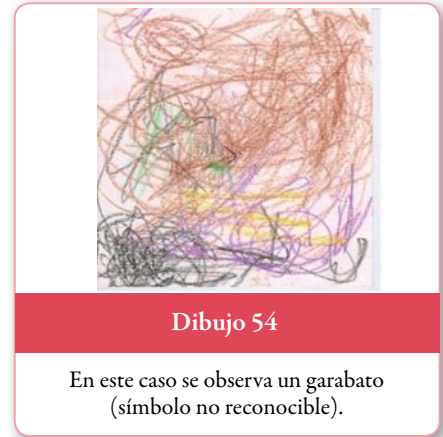 Dibujo 54
En este caso se observa un garabato
(símbolo no reconocible).